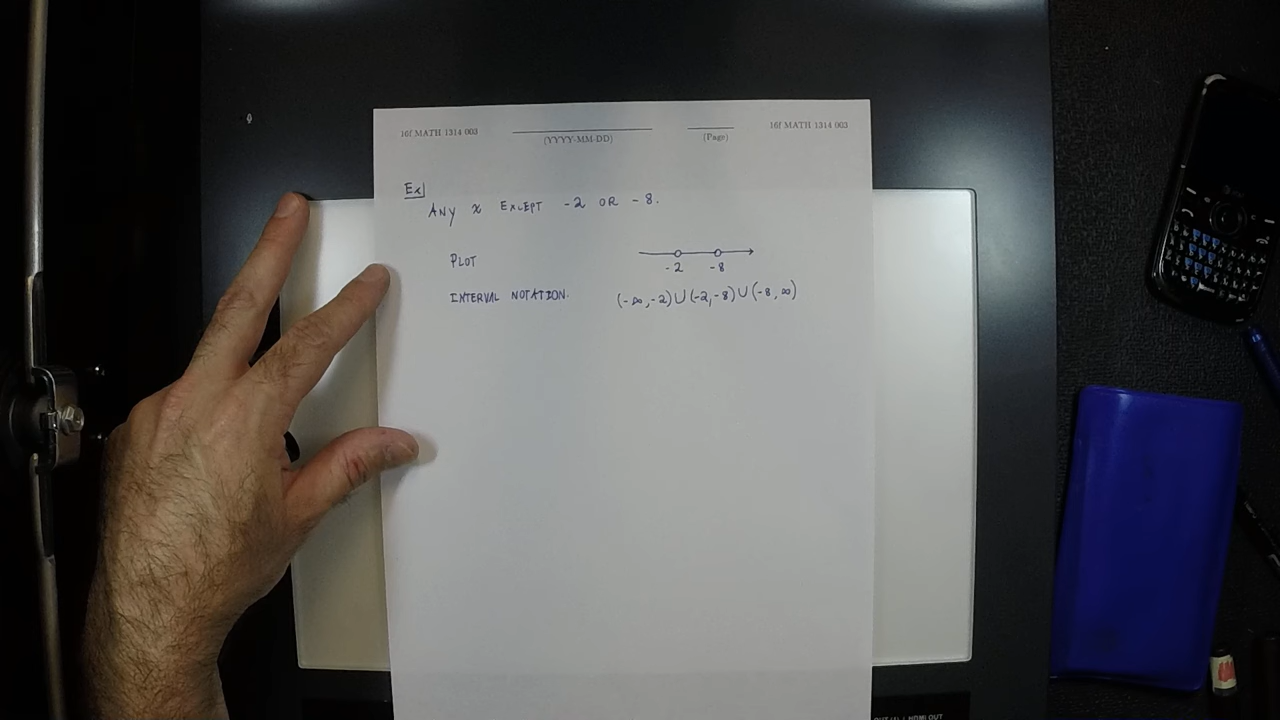 16f MATH 1314 003 (YYYY-MM-DD) (Page) 16f MATH 1314 003
Ex
ANY x EXCEPT -2 OR -8.
PLOT
-2 -8
INTERVAL NOTATION. (-∞,-2)∪(-2,-8)∪(-8,∞)